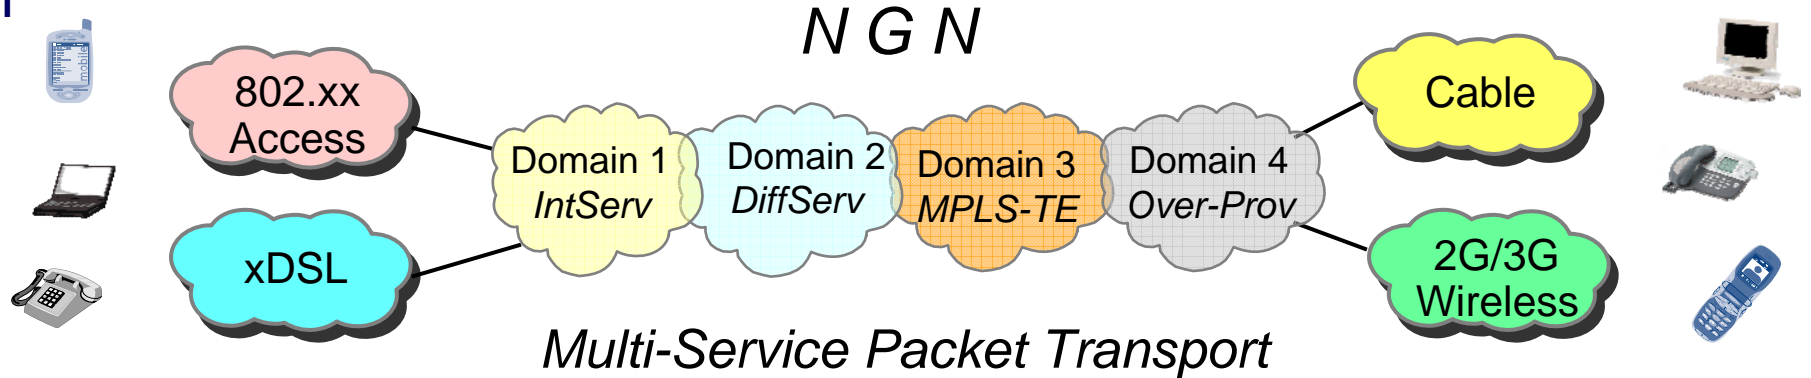 N G N
802.xx
Access
Cable
Domain 1
IntServ
Domain 2
DiffServ
Domain 3
MPLS-TE
Domain 4
Over-Prov
xDSL
2G/3G
Wireless
Multi-Service Packet Transport
mobile